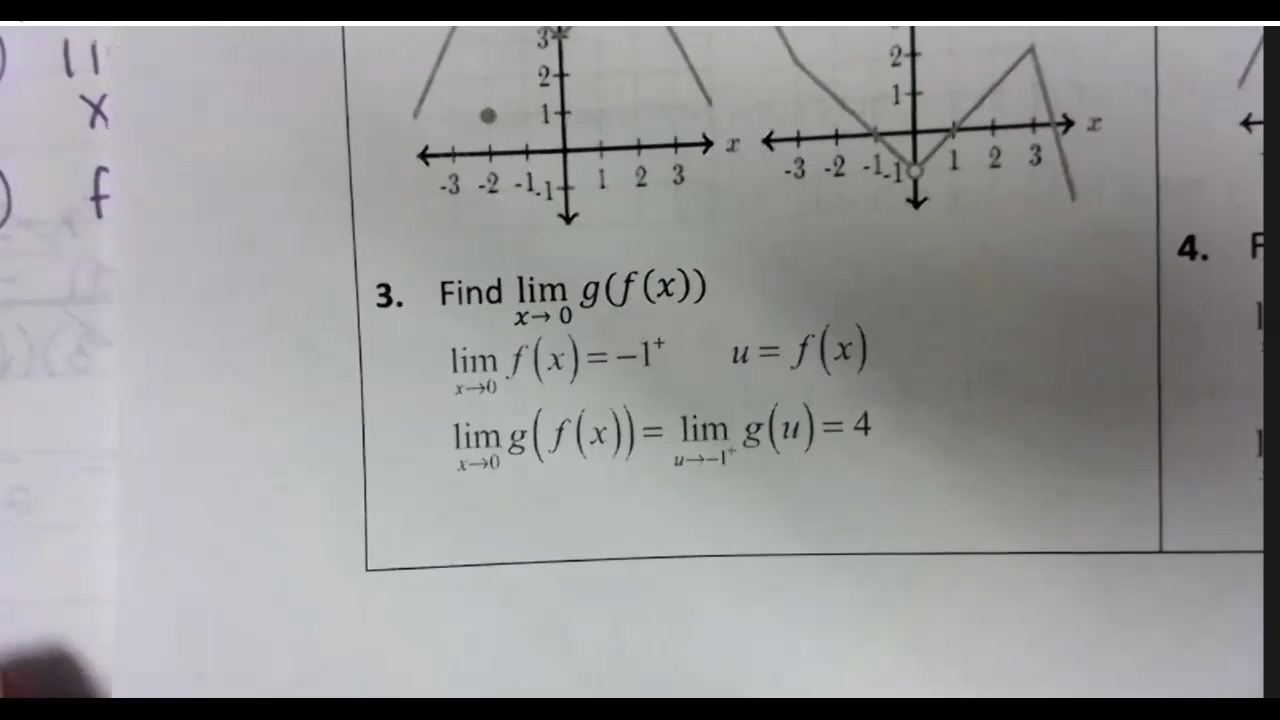 3
2
1
-3 -2 -1 -1 1 2 3 x
2
1
-3 -2 -1 -1 1 2 3 x
li
x
f
3. Find lim g(f(x))
x→ 0
lim f(x) = −1⁺ u = f(x)
x→0
lim g(f(x)) = lim g(u) = 4
x→0 u→−1⁺
4.